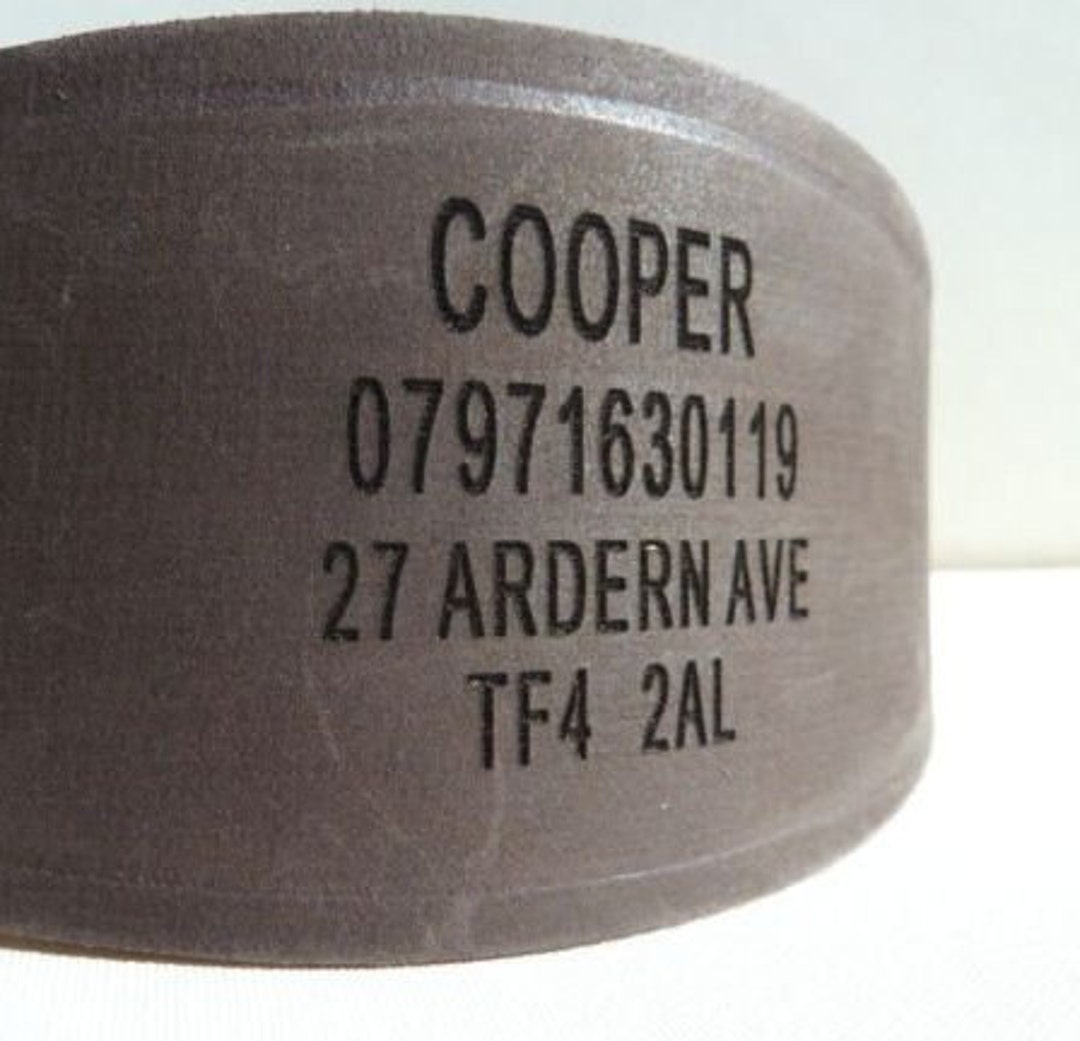 COOPER
07971630119
27 ARDERN AVE
TF4 2AL